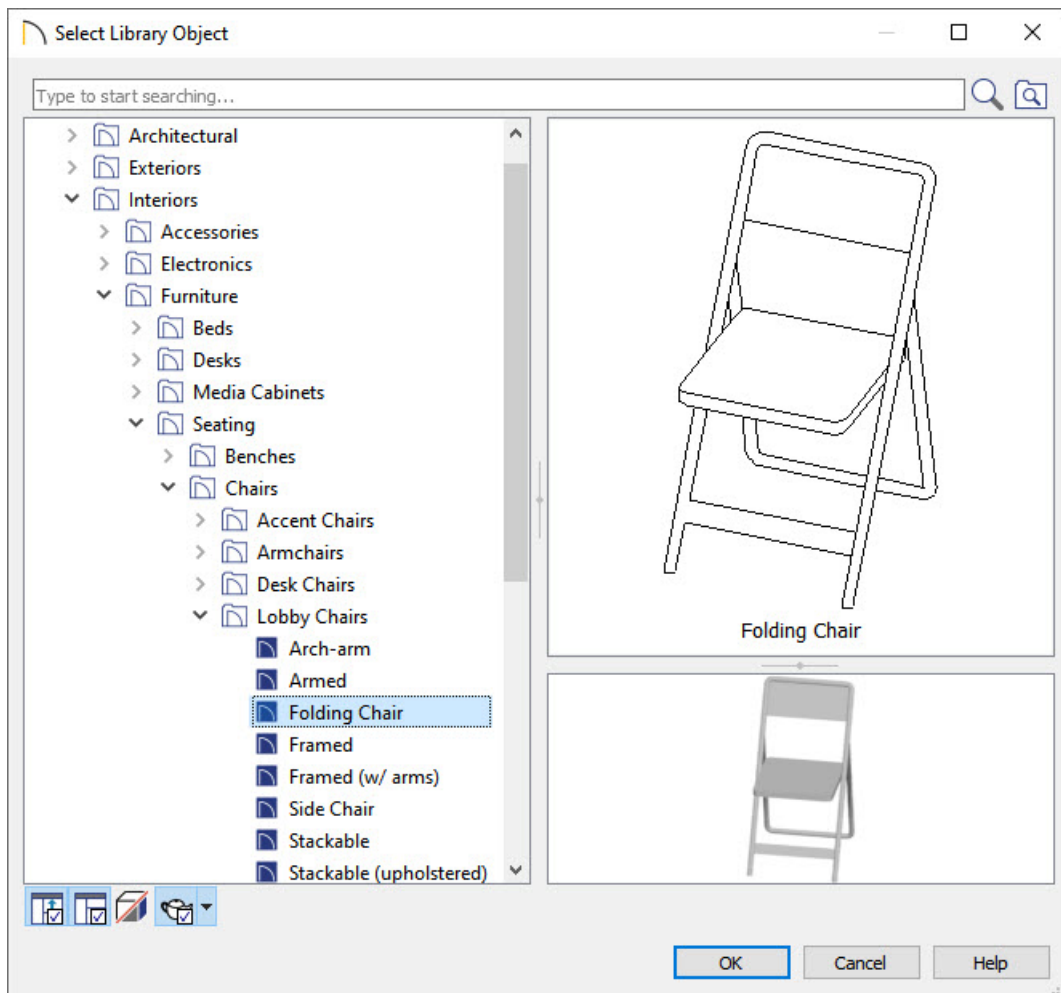 Select Library Object
Type to start searching...
Architectural
Exteriors
Interiors
Accessories
Electronics
Furniture
Beds
Desks
Media Cabinets
Seating
Benches
Chairs
Accent Chairs
Armchairs
Desk Chairs
Lobby Chairs
Arch-arm
Armed
Folding Chair
Framed
Framed (w/ arms)
Side Chair
Stackable
Stackable (upholstered)
Folding Chair
OK
Cancel
Help